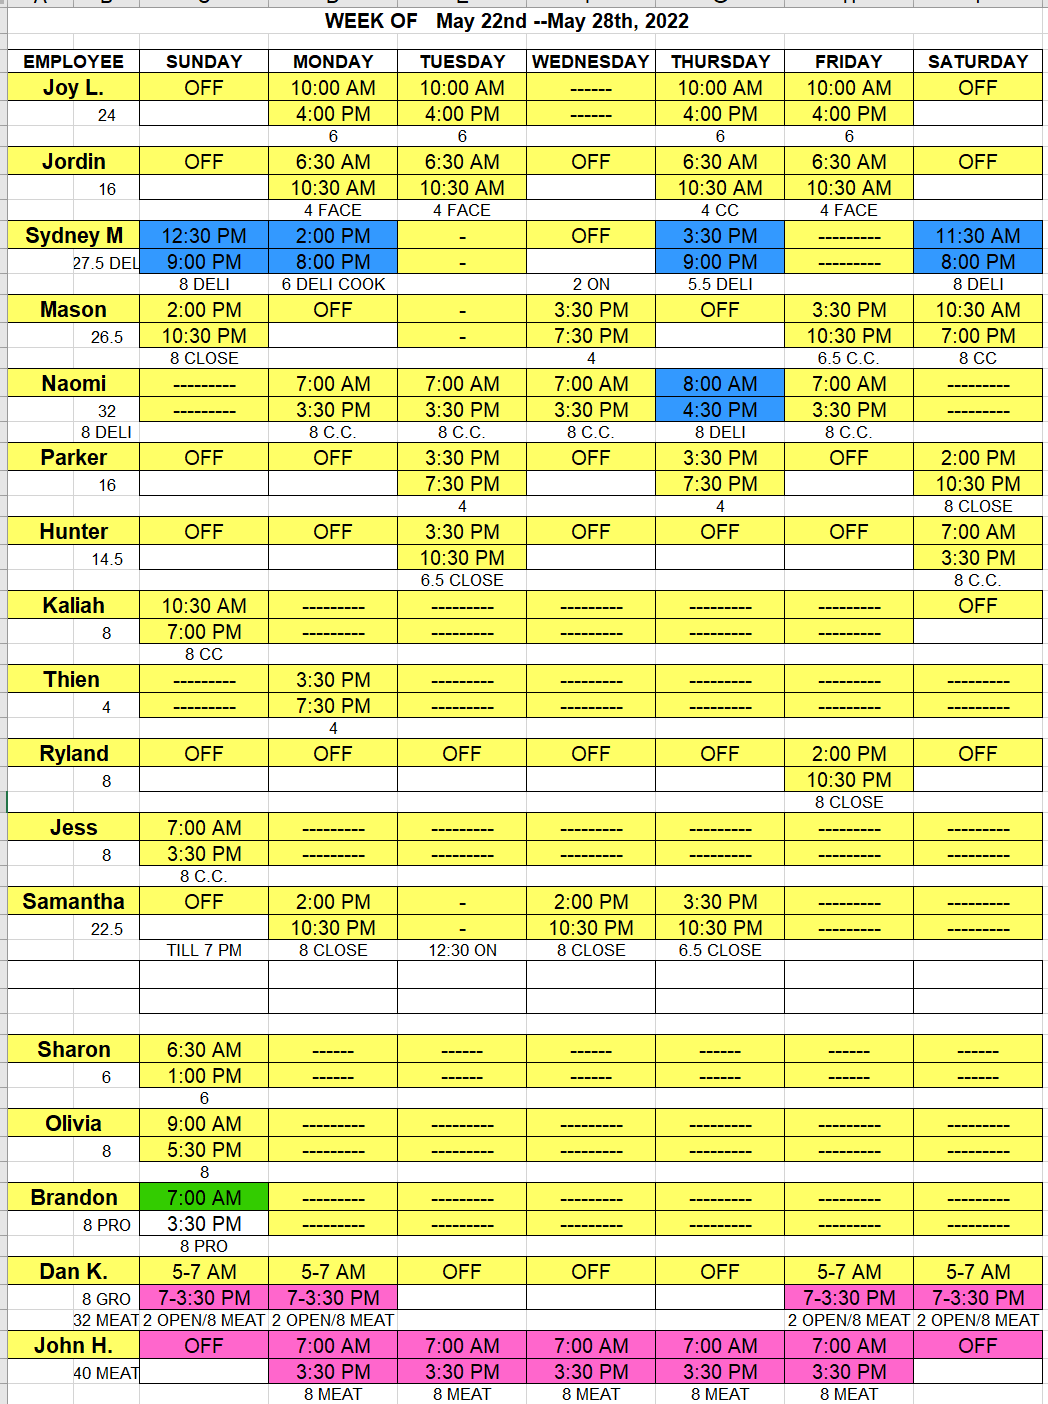 WEEK OF May 22nd --May 28th, 2022
EMPLOYEE SUNDAY MONDAY TUESDAY WEDNESDAY THURSDAY FRIDAY SATURDAY
Joy L. OFF 10:00 AM 10:00 AM ------ 10:00 AM 10:00 AM OFF
24 4:00 PM 4:00 PM ------ 4:00 PM 4:00 PM
6 6 6 6
Jordin OFF 6:30 AM 6:30 AM OFF 6:30 AM 6:30 AM OFF
16 10:30 AM 10:30 AM 10:30 AM 10:30 AM
4 FACE 4 FACE 4 CC 4 FACE
Sydney M 12:30 PM 2:00 PM - OFF 3:30 PM --------- 11:30 AM
27.5 DEL 9:00 PM 8:00 PM - 9:00 PM --------- 8:00 PM
8 DELI 6 DELI COOK 2 ON 5.5 DELI 8 DELI
Mason 2:00 PM OFF - 3:30 PM OFF 3:30 PM 10:30 AM
26.5 10:30 PM - 7:30 PM 10:30 PM 7:00 PM
8 CLOSE 4 6.5 C.C. 8 CC
Naomi --------- 7:00 AM 7:00 AM 7:00 AM 8:00 AM 7:00 AM ---------
32 --------- 3:30 PM 3:30 PM 3:30 PM 4:30 PM 3:30 PM ---------
8 DELI 8 C.C. 8 C.C. 8 C.C. 8 DELI 8 C.C.
Parker OFF OFF 3:30 PM OFF 3:30 PM OFF 2:00 PM
16 7:30 PM 7:30 PM 10:30 PM
4 4 8 CLOSE
Hunter OFF OFF 3:30 PM OFF OFF OFF 7:00 AM
14.5 10:30 PM 3:30 PM
6.5 CLOSE 8 C.C.
Kaliah 10:30 AM --------- --------- --------- --------- --------- OFF
8 7:00 PM --------- --------- --------- --------- ---------
8 CC
Thien --------- 3:30 PM --------- --------- --------- --------- ---------
4 --------- 7:30 PM --------- --------- --------- --------- ---------
4
Ryland OFF OFF OFF OFF OFF 2:00 PM OFF
8 10:30 PM
8 CLOSE
Jess 7:00 AM --------- --------- --------- --------- --------- ---------
8 3:30 PM --------- --------- --------- --------- --------- ---------
8 C.C.
Samantha OFF 2:00 PM - 2:00 PM 3:30 PM --------- ---------
22.5 10:30 PM - 10:30 PM 10:30 PM --------- ---------
TILL 7 PM 8 CLOSE 12:30 ON 8 CLOSE 6.5 CLOSE
Sharon 6:30 AM ------ ------ ------ ------ ------ ------
6 1:00 PM ------ ------ ------ ------ ------ ------
6
Olivia 9:00 AM --------- --------- --------- --------- --------- ---------
8 5:30 PM --------- --------- --------- --------- --------- ---------
8
Brandon 7:00 AM --------- --------- --------- --------- --------- ---------
8 PRO 3:30 PM --------- --------- --------- --------- --------- ---------
8 PRO
Dan K. 5-7 AM 5-7 AM OFF OFF OFF 5-7 AM 5-7 AM
8 GRO 7-3:30 PM 7-3:30 PM 7-3:30 PM 7-3:30 PM
32 MEAT 2 OPEN/8 MEAT 2 OPEN/8 MEAT 2 OPEN/8 MEAT 2 OPEN/8 MEAT
John H. OFF 7:00 AM 7:00 AM 7:00 AM 7:00 AM 7:00 AM OFF
40 MEAT 3:30 PM 3:30 PM 3:30 PM 3:30 PM 3:30 PM
8 MEAT 8 MEAT 8 MEAT 8 MEAT 8 MEAT